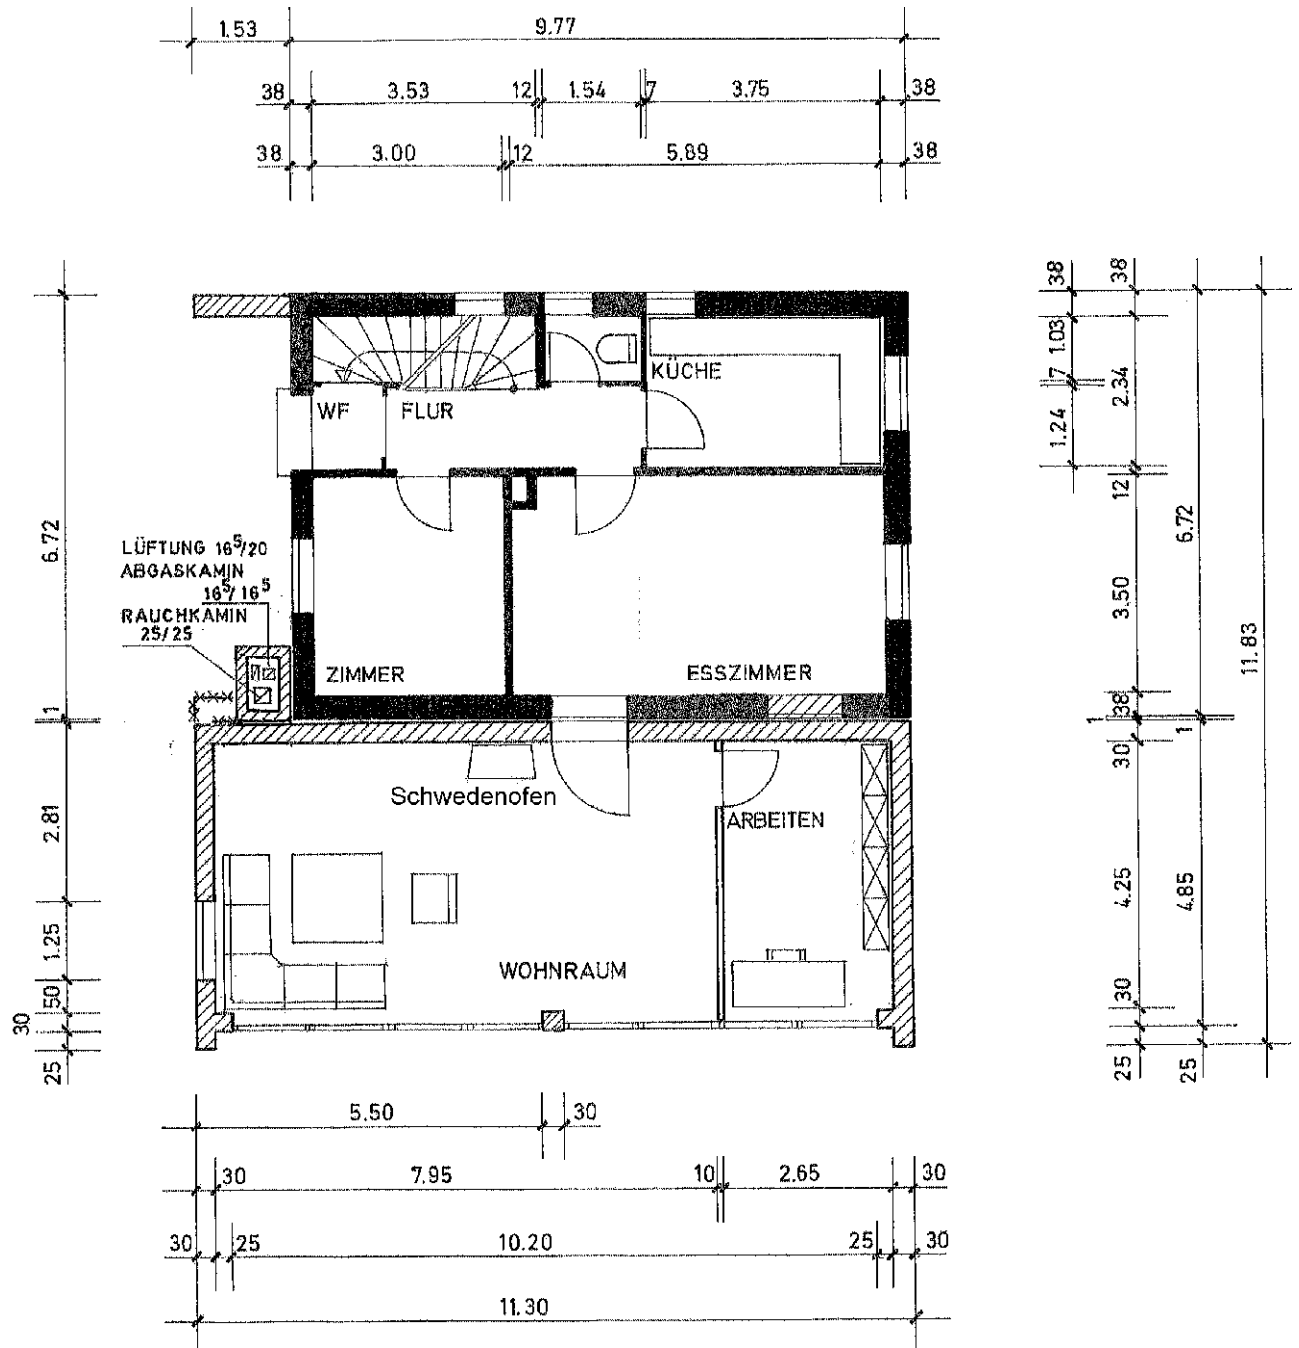 1.53 9.77
38 3.53 12 1.54 7 3.75 38
38 3.00 12 5.89 38
38 38
1.03
7 2.34
1.24
12
6.72 6.72
3.50
11.83
KÜCHE
WF FLUR
LÜFTUNG 16⁵/20
ABGASKAMIN
16⁵/16⁵
RAUCHKAMIN
25/25
ZIMMER ESSZIMMER
1 38
1 1
30
Schwedenofen
2.81 ARBEITEN
4.25 4.85
1.25
WOHNRAUM
50 30
30
25 25 25
5.50 30
30 7.95 10 2.65 30
30 25 10.20 25 30
11.30